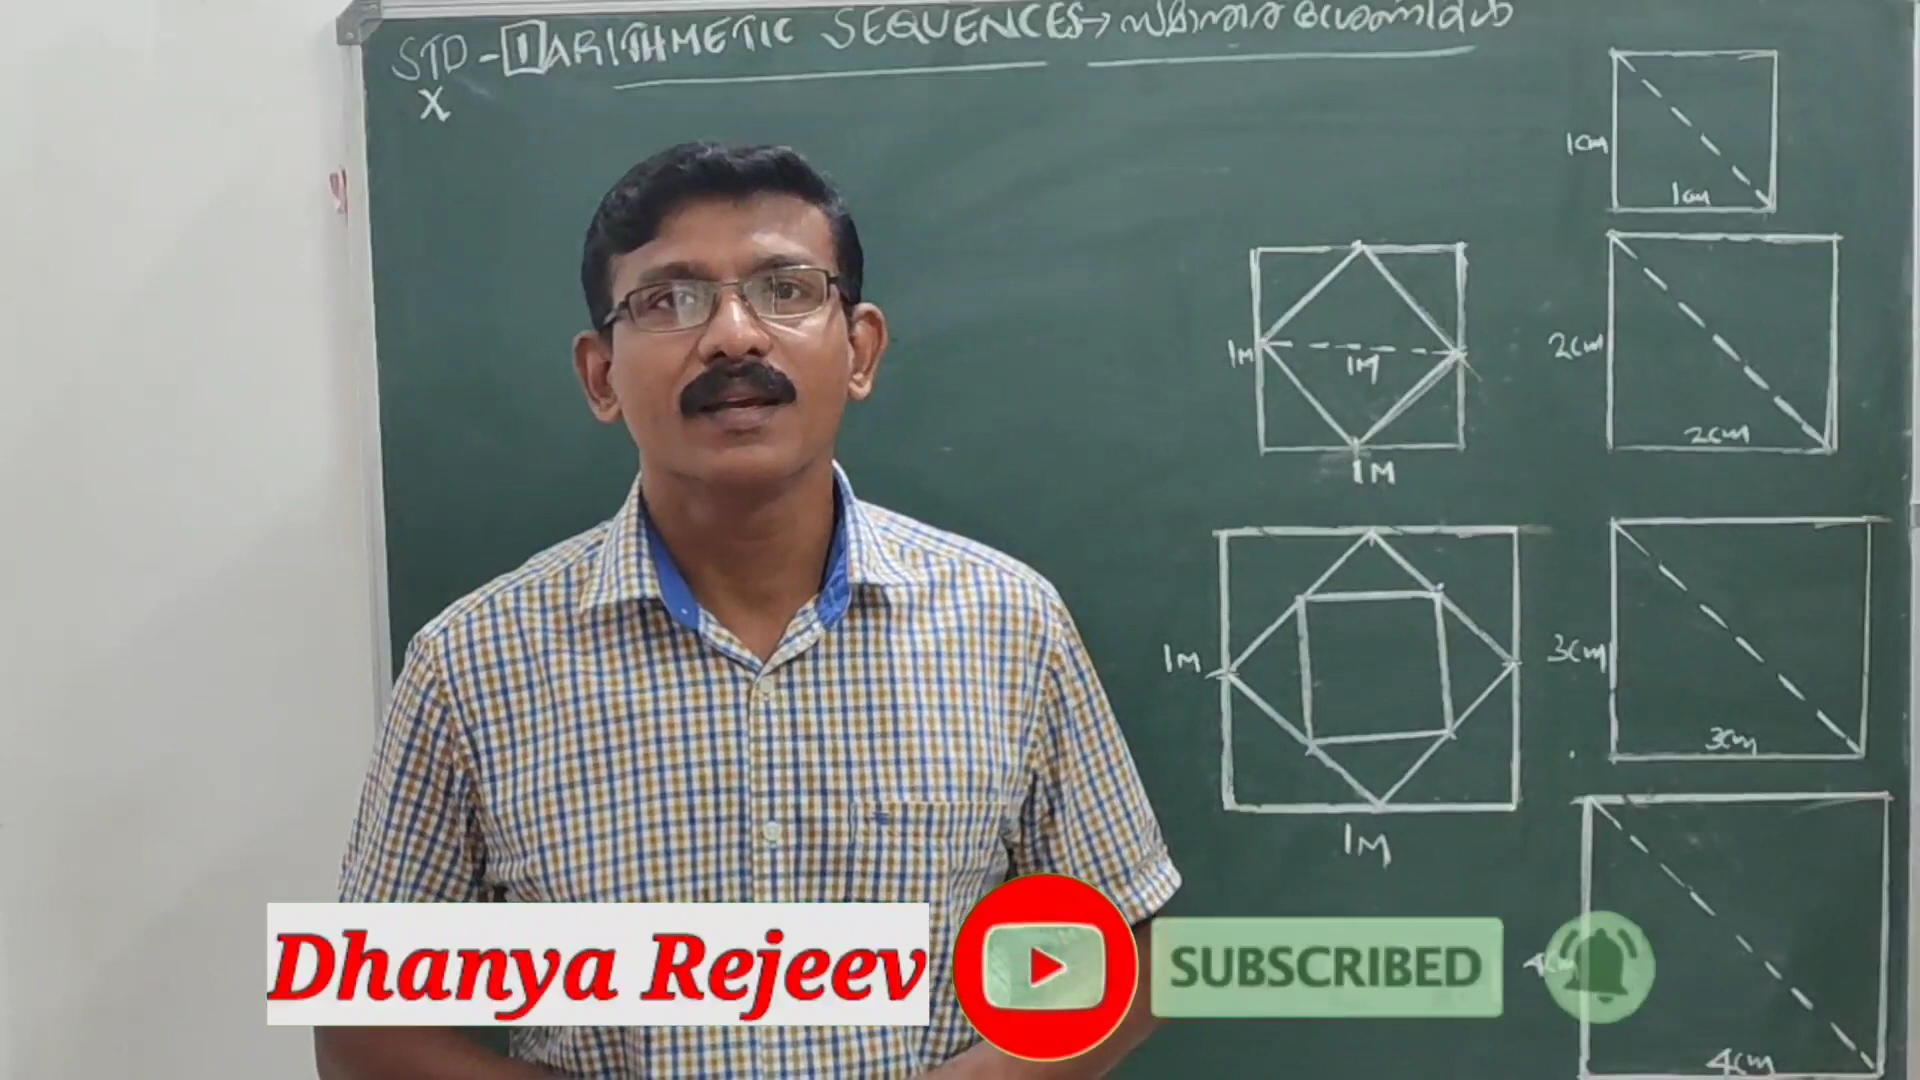 STD - 1 ARITHMETIC SEQUENCES → സമാന്തര ശ്രേണികൾ
X
1cm
1cm
1M
1M
1M
2cm
2cm
1M
1M
3cm
3cm
4cm
Dhanya Rejeev
SUBSCRIBED